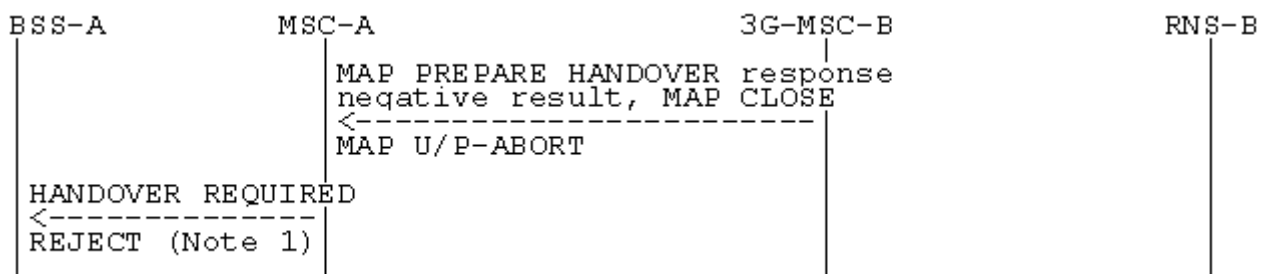 BSS-A MSC-A 3G-MSC-B RNS-B
MAP PREPARE HANDOVER response
negative result, MAP CLOSE
<------------------------
MAP U/P-ABORT
HANDOVER REQUIRED
<--------------
REJECT (Note 1)